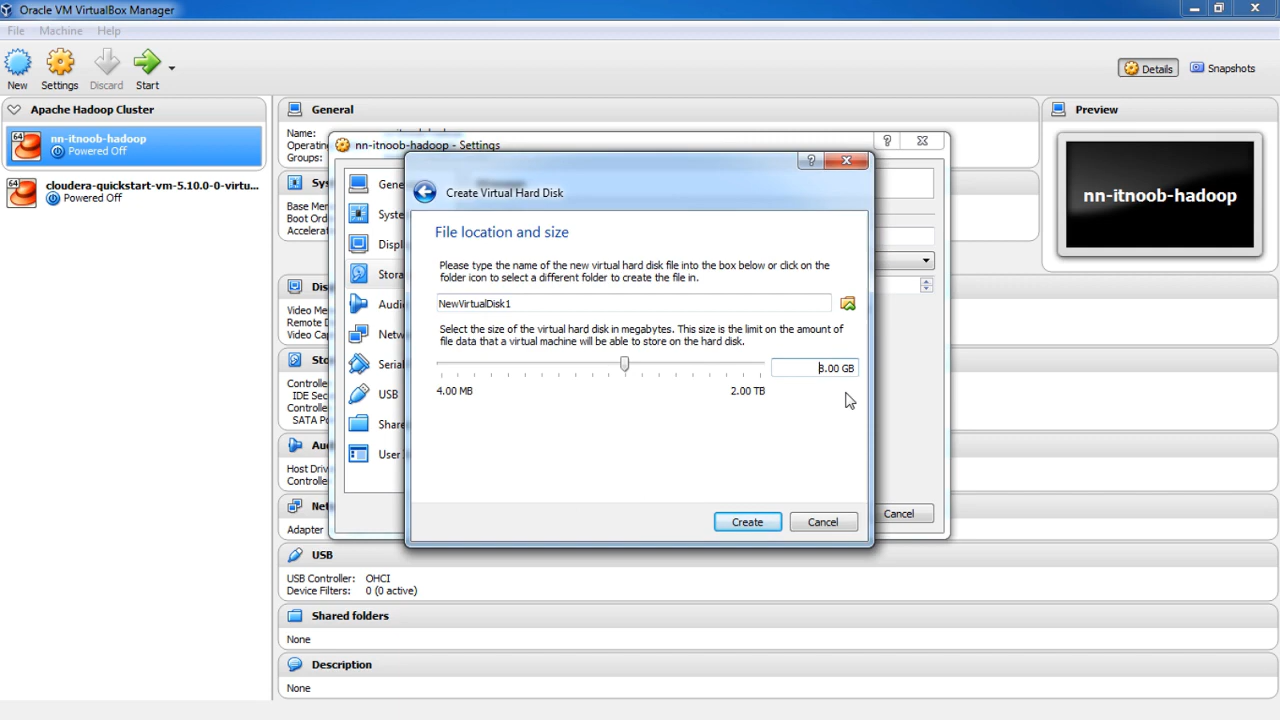 Oracle VM VirtualBox Manager
File Machine Help
New Settings Discard Start
Details Snapshots
Apache Hadoop Cluster
64 nn-itnoob-hadoop
Powered Off
64 cloudera-quickstart-vm-5.10.0-0-virtu...
Powered Off
General
Name:
Operatin
Groups:
Sys
Base Mem
Boot Orde
Accelerat
Dis
Video Me
Remote D
Video Cap
Sto
Controlle
IDE Sec
Controlle
SATA Po
Au
Host Driv
Controlle
Net
Adapter
USB
USB Controller: OHCI
Device Filters: 0 (0 active)
Shared folders
None
Description
None
Preview
nn-itnoob-hadoop
nn-itnoob-hadoop - Settings
?
Gene
Syste
Displ
Stora
Audi
Netw
Serial
USB
Share
User
Cancel
?
Create Virtual Hard Disk
File location and size
Please type the name of the new virtual hard disk file into the box below or click on the
folder icon to select a different folder to create the file in.
NewVirtualDisk1
Select the size of the virtual hard disk in megabytes. This size is the limit on the amount of
file data that a virtual machine will be able to store on the hard disk.
8.00 GB
4.00 MB 2.00 TB
Create Cancel